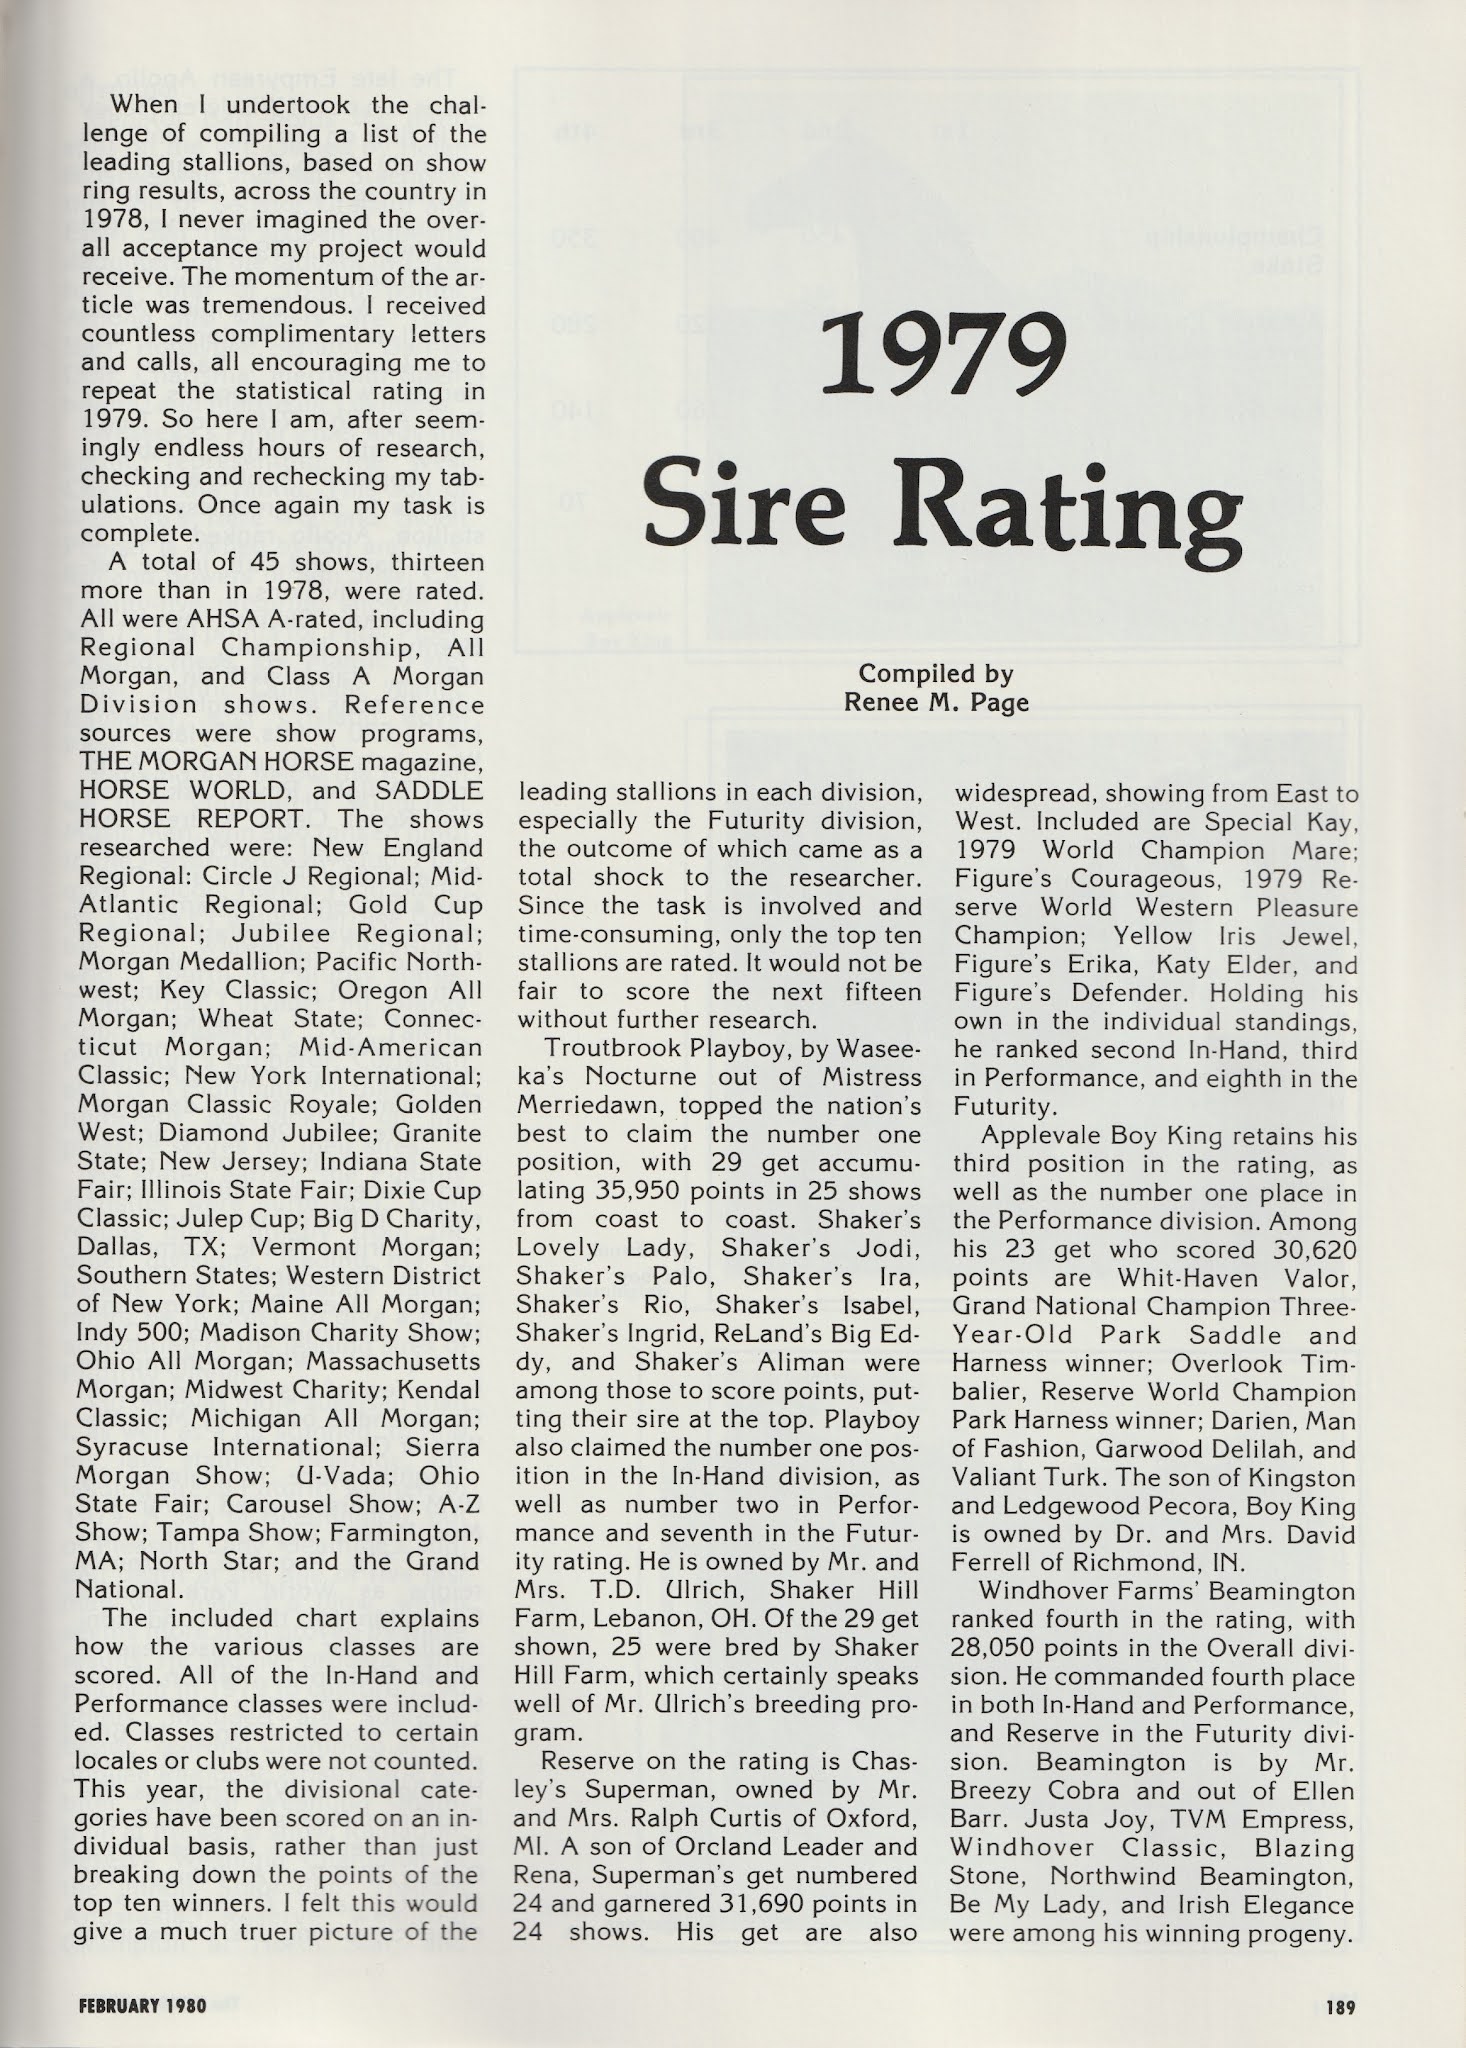 When I undertook the chal-
lenge of compiling a list of the
leading stallions, based on show
ring results, across the country in
1978, I never imagined the over-
all acceptance my project would
receive. The momentum of the ar-
ticle was tremendous. I received
countless complimentary letters
and calls, all encouraging me to
repeat the statistical rating in
1979. So here I am, after seem-
ingly endless hours of research,
checking and rechecking my tab-
ulations. Once again my task is
complete.
A total of 45 shows, thirteen
more than in 1978, were rated.
All were AHSA A-rated, including
Regional Championship, All
Morgan, and Class A Morgan
Division shows. Reference
sources were show programs,
THE MORGAN HORSE magazine,
HORSE WORLD, and SADDLE
HORSE REPORT. The shows
researched were: New England
Regional: Circle J Regional; Mid-
Atlantic Regional; Gold Cup
Regional; Jubilee Regional;
Morgan Medallion; Pacific North-
west; Key Classic; Oregon All
Morgan; Wheat State; Connec-
ticut Morgan; Mid-American
Classic; New York International;
Morgan Classic Royale; Golden
West; Diamond Jubilee; Granite
State; New Jersey; Indiana State
Fair; Illinois State Fair; Dixie Cup
Classic; Julep Cup; Big D Charity,
Dallas, TX; Vermont Morgan;
Southern States; Western District
of New York; Maine All Morgan;
Indy 500; Madison Charity Show;
Ohio All Morgan; Massachusetts
Morgan; Midwest Charity; Kendal
Classic; Michigan All Morgan;
Syracuse International; Sierra
Morgan Show; U-Vada; Ohio
State Fair; Carousel Show; A-Z
Show; Tampa Show; Farmington,
MA; North Star; and the Grand
National.
The included chart explains
how the various classes are
scored. All of the In-Hand and
Performance classes were includ-
ed. Classes restricted to certain
locales or clubs were not counted.
This year, the divisional cate-
gories have been scored on an in-
dividual basis, rather than just
breaking down the points of the
top ten winners. I felt this would
give a much truer picture of the
1979
Sire Rating
Compiled by
Renee M. Page
leading stallions in each division,
especially the Futurity division,
the outcome of which came as a
total shock to the researcher.
Since the task is involved and
time-consuming, only the top ten
stallions are rated. It would not be
fair to score the next fifteen
without further research.
Troutbrook Playboy, by Wasee-
ka's Nocturne out of Mistress
Merriedawn, topped the nation's
best to claim the number one
position, with 29 get accumu-
lating 35,950 points in 25 shows
from coast to coast. Shaker's
Lovely Lady, Shaker's Jodi,
Shaker's Palo, Shaker's Ira,
Shaker's Rio, Shaker's Isabel,
Shaker's Ingrid, ReLand's Big Ed-
dy, and Shaker's Aliman were
among those to score points, put-
ting their sire at the top. Playboy
also claimed the number one pos-
ition in the In-Hand division, as
well as number two in Perfor-
mance and seventh in the Futur-
ity rating. He is owned by Mr. and
Mrs. T.D. Ulrich, Shaker Hill
Farm, Lebanon, OH. Of the 29 get
shown, 25 were bred by Shaker
Hill Farm, which certainly speaks
well of Mr. Ulrich's breeding pro-
gram.
Reserve on the rating is Chas-
ley's Superman, owned by Mr.
and Mrs. Ralph Curtis of Oxford,
MI. A son of Orcland Leader and
Rena, Superman's get numbered
24 and garnered 31,690 points in
24 shows. His get are also
widespread, showing from East to
West. Included are Special Kay,
1979 World Champion Mare;
Figure's Courageous, 1979 Re-
serve World Western Pleasure
Champion; Yellow Iris Jewel,
Figure's Erika, Katy Elder, and
Figure's Defender. Holding his
own in the individual standings,
he ranked second In-Hand, third
in Performance, and eighth in the
Futurity.
Applevale Boy King retains his
third position in the rating, as
well as the number one place in
the Performance division. Among
his 23 get who scored 30,620
points are Whit-Haven Valor,
Grand National Champion Three-
Year-Old Park Saddle and
Harness winner; Overlook Tim-
balier, Reserve World Champion
Park Harness winner; Darien, Man
of Fashion, Garwood Delilah, and
Valiant Turk. The son of Kingston
and Ledgewood Pecora, Boy King
is owned by Dr. and Mrs. David
Ferrell of Richmond, IN.
Windhover Farms' Beamington
ranked fourth in the rating, with
28,050 points in the Overall divi-
sion. He commanded fourth place
in both In-Hand and Performance,
and Reserve in the Futurity divi-
sion. Beamington is by Mr.
Breezy Cobra and out of Ellen
Barr. Justa Joy, TVM Empress,
Windhover Classic, Blazing
Stone, Northwind Beamington,
Be My Lady, and Irish Elegance
were among his winning progeny.
FEBRUARY 1980
189